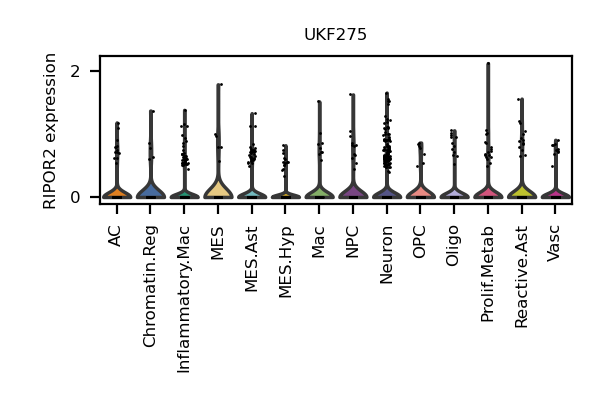 UKF275
RIPOR2 expression
2
0
AC
Chromatin.Reg
Inflammatory.Mac
MES
MES.Ast
MES.Hyp
Mac
NPC
Neuron
OPC
Oligo
Prolif.Metab
Reactive.Ast
Vasc